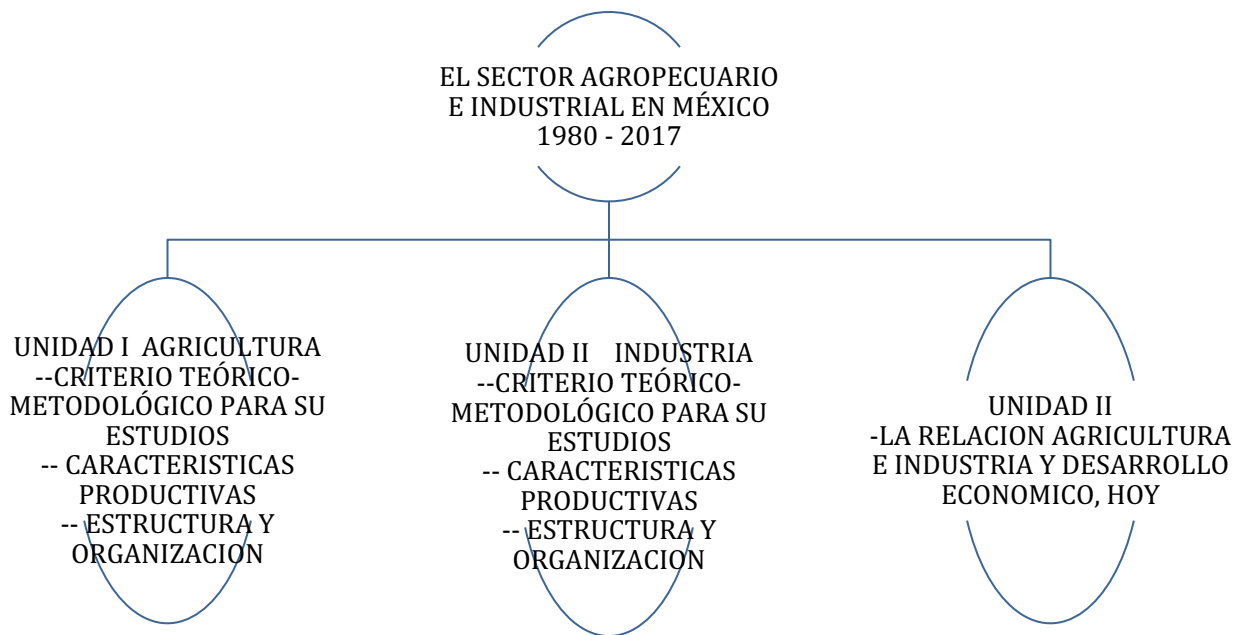 EL SECTOR AGROPECUARIO
E INDUSTRIAL EN MÉXICO
1980 - 2017
UNIDAD I AGRICULTURA
--CRITERIO TEÓRICO-
METODOLÓGICO PARA SU
ESTUDIOS
-- CARACTERISTICAS
PRODUCTIVAS
-- ESTRUCTURA Y
ORGANIZACION
UNIDAD II INDUSTRIA
--CRITERIO TEÓRICO-
METODOLÓGICO PARA SU
ESTUDIOS
-- CARACTERISTICAS
PRODUCTIVAS
-- ESTRUCTURA Y
ORGANIZACION
UNIDAD II
-LA RELACION AGRICULTURA
E INDUSTRIA Y DESARROLLO
ECONOMICO, HOY